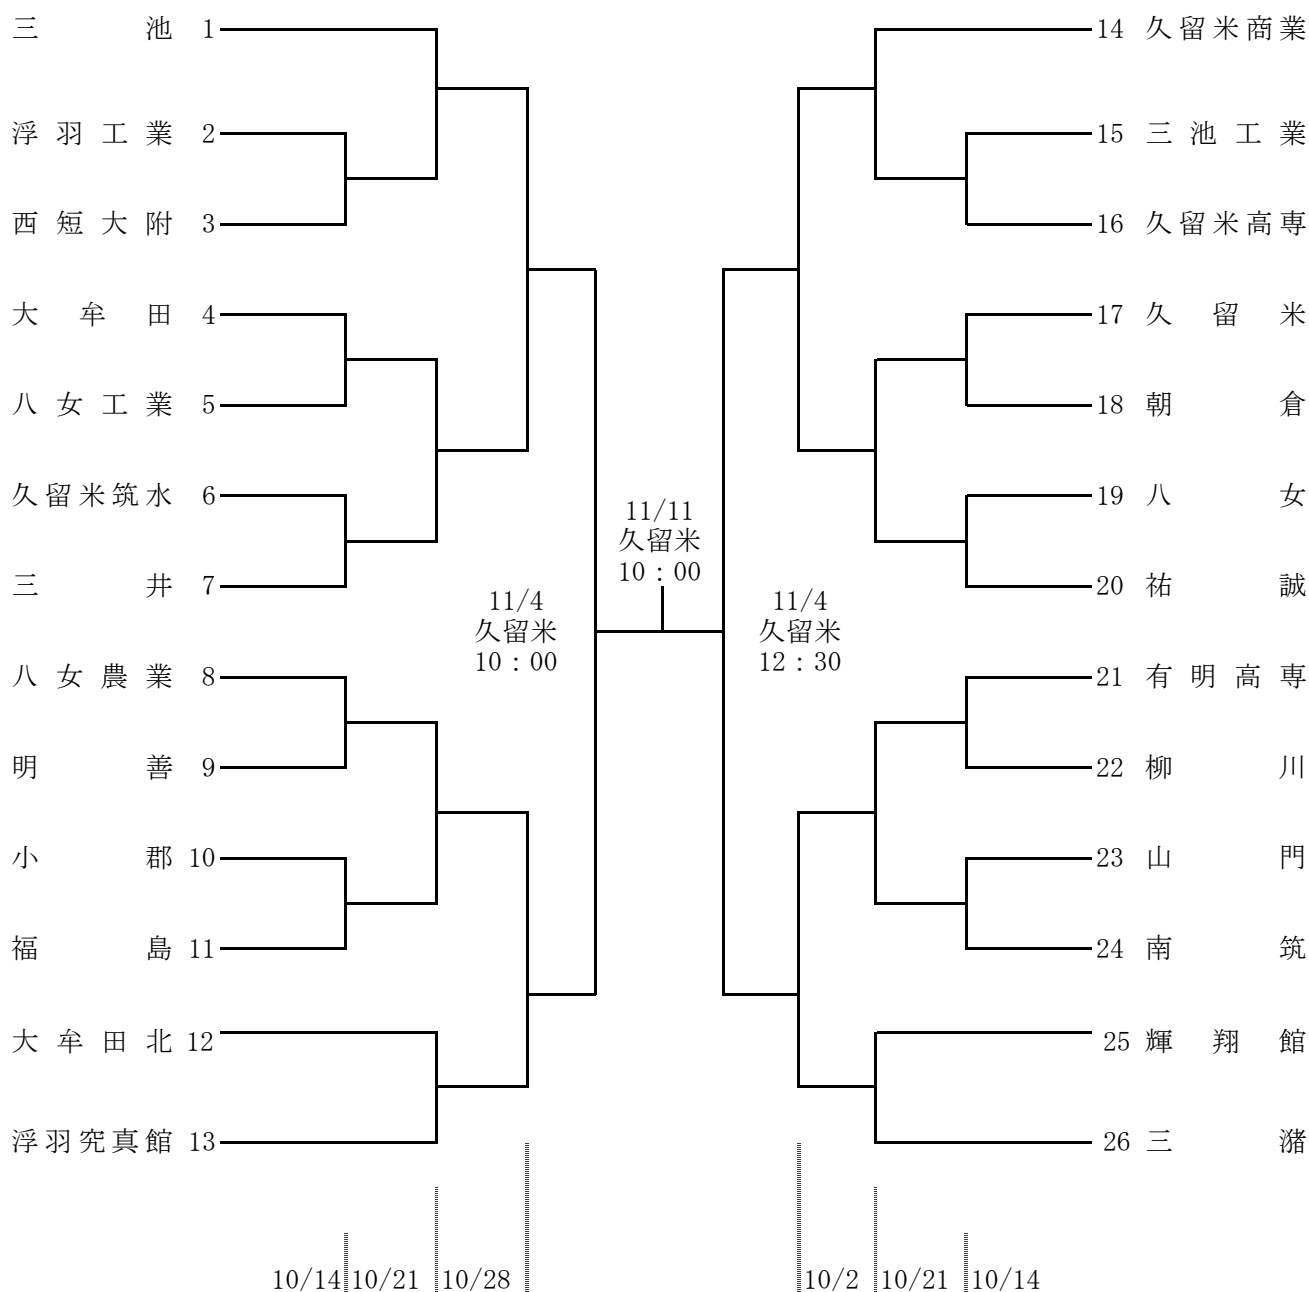 三池 1
浮羽工業 2
西短大附 3
大牟田 4
八女工業 5
久留米筑水 6
三井 7
八女農業 8
明善 9
小郡 10
福島 11
大牟田北 12
浮羽究真館 13
11/4
久留米
10：00
11/11
久留米
10：00
11/4
久留米
12：30
14 久留米商業
15 三池工業
16 久留米高専
17 久留米
18 朝倉
19 八女
20 祐誠
21 有明高専
22 柳川
23 山門
24 南筑
25 輝翔館
26 三潴
10/14 10/21 10/28
10/2 10/21 10/14